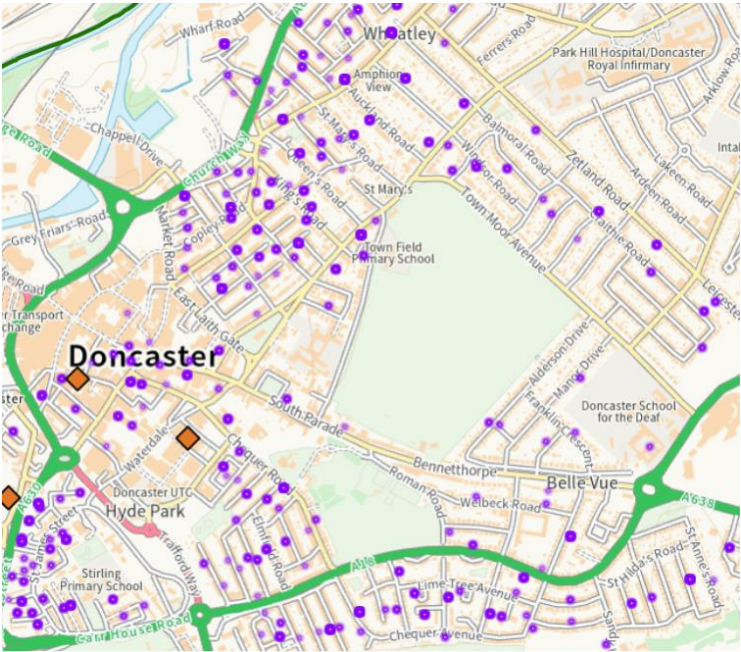 Wharf Road
Wheatley
Ferrers Road
Park Hill Hospital/Doncaster
Royal Infirmary
Amphion
View
Auckland Road
Chappell Drive
Church Way
St Mary's Road
Balmoral Road
Windsor Road
Zetland Road
Lakeen Road
Ardeen Road
Queen's Road
King's Road
St Mary's
Town Moor Avenue
Copley Road
Grey Friars' Road
Market Road
Town Field
Primary School
Raithe Road
Leicester
East Laith Gate
r Transport
change
Doncaster
Alderson Drive
Manor Drive
Franklin Crescent
Doncaster School
for the Deaf
South Parade
Waterdale
Chequer Road
Bennetthorpe
Roman Road
Belle Vue
Welbeck Road
Doncaster UTC
Hyde Park
A630
A638
St James Street
Trafford Way
Elmfield Road
A18
Stirling
Primary School
Lime Tree Avenue
St Hilda's Road
St Anne's Road
Carr House Road
Chequer Avenue